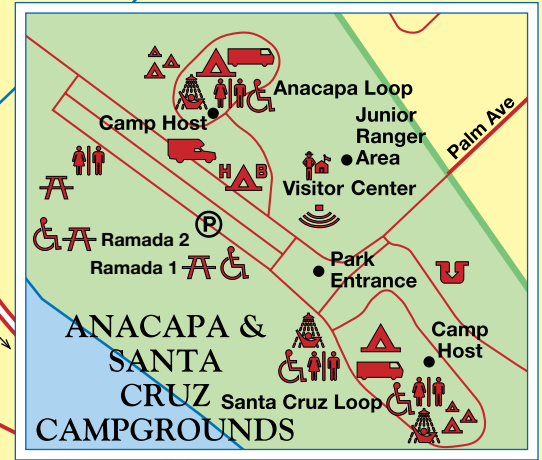 Anacapa Loop
Camp Host
Junior
Ranger
Area
Palm Ave
H B
Visitor Center
P
Ramada 2
Ramada 1
Park
Entrance
ANACAPA &
SANTA
CRUZ
CAMPGROUNDS
Camp
Host
Santa Cruz Loop